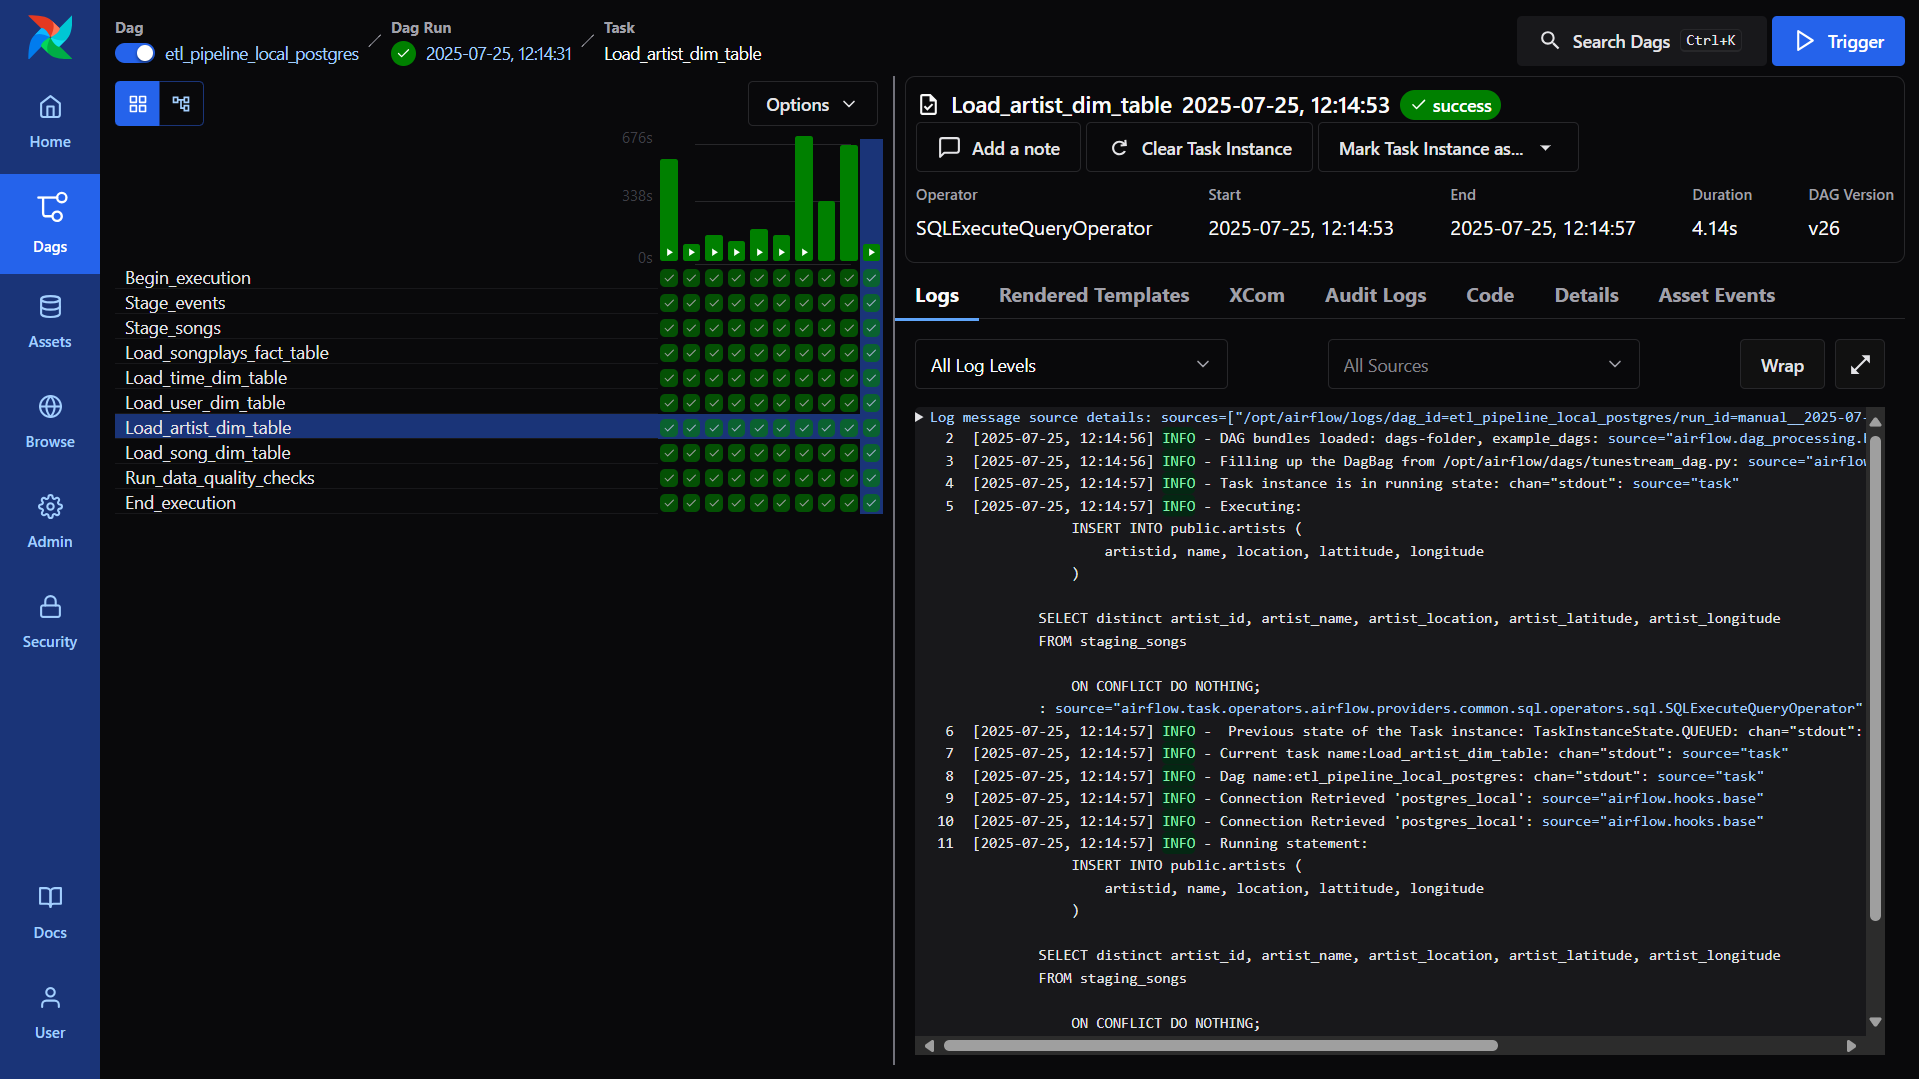 Dag
etl_pipeline_local_postgres
Dag Run
2025-07-25, 12:14:31
Task
Load_artist_dim_table
Search Dags Ctrl+K
Trigger
Home
Dags
Assets
Browse
Admin
Security
Docs
User
Options
676s
338s
0s
Begin_execution
Stage_events
Stage_songs
Load_songplays_fact_table
Load_time_dim_table
Load_user_dim_table
Load_artist_dim_table
Load_song_dim_table
Run_data_quality_checks
End_execution
Load_artist_dim_table 2025-07-25, 12:14:53 success
Add a note
Clear Task Instance
Mark Task Instance as...
Operator Start End Duration DAG Version
SQLExecuteQueryOperator 2025-07-25, 12:14:53 2025-07-25, 12:14:57 4.14s v26
Logs Rendered Templates XCom Audit Logs Code Details Asset Events
All Log Levels All Sources Wrap
Log message source details: sources=["/opt/airflow/logs/dag_id=etl_pipeline_local_postgres/run_id=manual__2025-07-
2 [2025-07-25, 12:14:56] INFO - DAG bundles loaded: dags-folder, example_dags: source="airflow.dag_processing.
3 [2025-07-25, 12:14:56] INFO - Filling up the DagBag from /opt/airflow/dags/tunestream_dag.py: source="airflow
4 [2025-07-25, 12:14:57] INFO - Task instance is in running state: chan="stdout": source="task"
5 [2025-07-25, 12:14:57] INFO - Executing:
INSERT INTO public.artists (
artistid, name, location, lattitude, longitude
)
SELECT distinct artist_id, artist_name, artist_location, artist_latitude, artist_longitude
FROM staging_songs
ON CONFLICT DO NOTHING;
: source="airflow.task.operators.airflow.providers.common.sql.operators.sql.SQLExecuteQueryOperator"
6 [2025-07-25, 12:14:57] INFO -  Previous state of the Task instance: TaskInstanceState.QUEUED: chan="stdout":
7 [2025-07-25, 12:14:57] INFO - Current task name:Load_artist_dim_table: chan="stdout": source="task"
8 [2025-07-25, 12:14:57] INFO - Dag name:etl_pipeline_local_postgres: chan="stdout": source="task"
9 [2025-07-25, 12:14:57] INFO - Connection Retrieved 'postgres_local': source="airflow.hooks.base"
10 [2025-07-25, 12:14:57] INFO - Connection Retrieved 'postgres_local': source="airflow.hooks.base"
11 [2025-07-25, 12:14:57] INFO - Running statement:
INSERT INTO public.artists (
artistid, name, location, lattitude, longitude
)
SELECT distinct artist_id, artist_name, artist_location, artist_latitude, artist_longitude
FROM staging_songs
ON CONFLICT DO NOTHING;